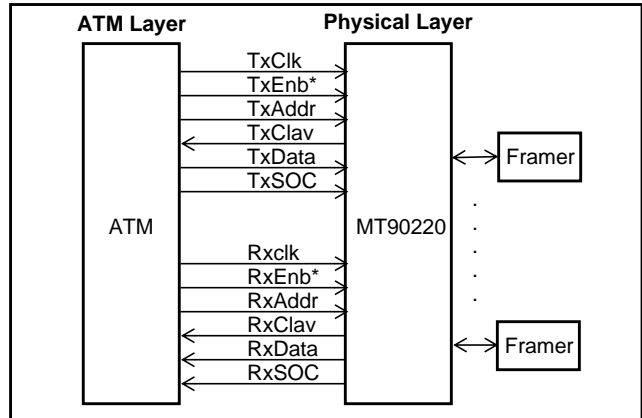 ATM Layer
Physical Layer
TxClk
TxEnb*
TxAddr
TxClav
TxData
TxSOC
Framer
ATM
MT90220
Rxclk
RxEnb*
RxAddr
RxClav
RxData
RxSOC
Framer